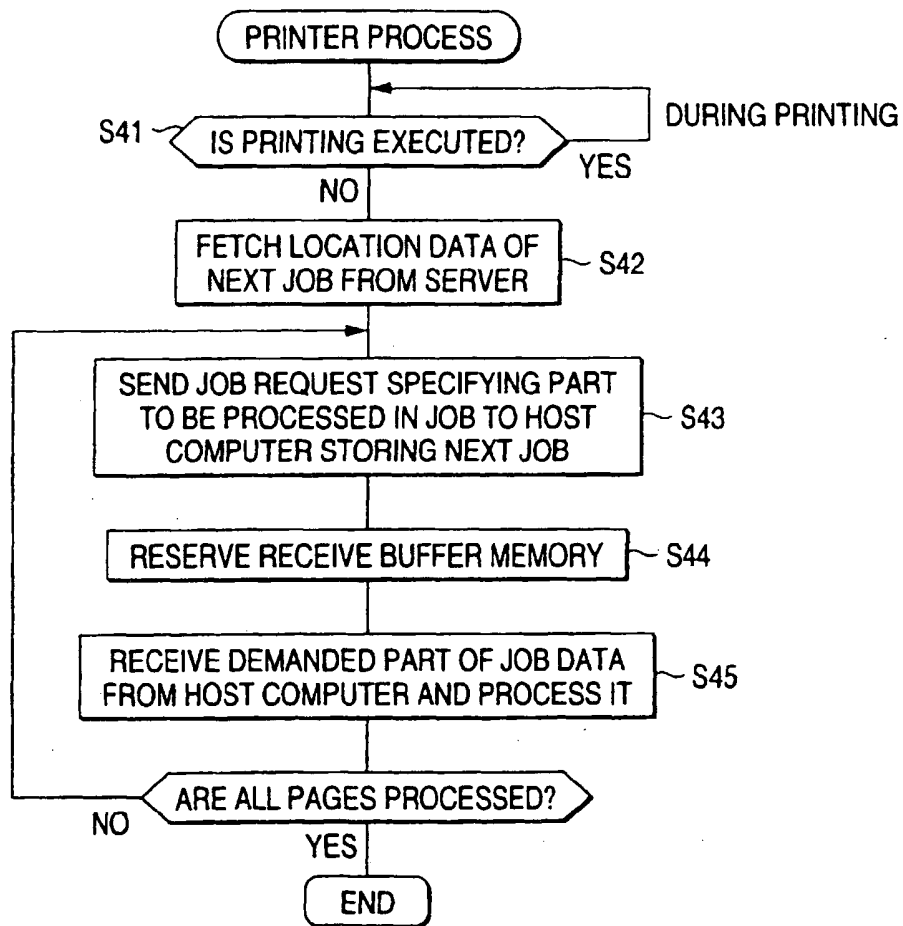 PRINTER PROCESS
DURING PRINTING
S41
IS PRINTING EXECUTED?
YES
NO
FETCH LOCATION DATA OF
NEXT JOB FROM SERVER
S42
SEND JOB REQUEST SPECIFYING PART
TO BE PROCESSED IN JOB TO HOST
COMPUTER STORING NEXT JOB
S43
RESERVE RECEIVE BUFFER MEMORY
S44
RECEIVE DEMANDED PART OF JOB DATA
FROM HOST COMPUTER AND PROCESS IT
S45
ARE ALL PAGES PROCESSED?
NO
YES
END